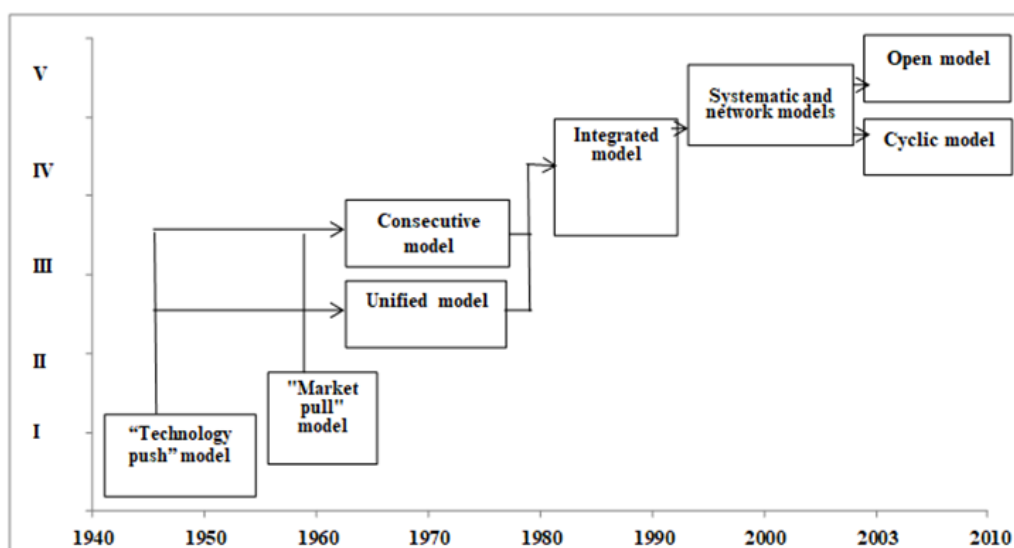 V
Open model
Systematic and
network models
Integrated
model
Cyclic model
IV
Consecutive
model
III
Unified model
II
"Market
pull"
model
I
“Technology
push” model
1940 1950 1960 1970 1980 1990 2000 2003 2010